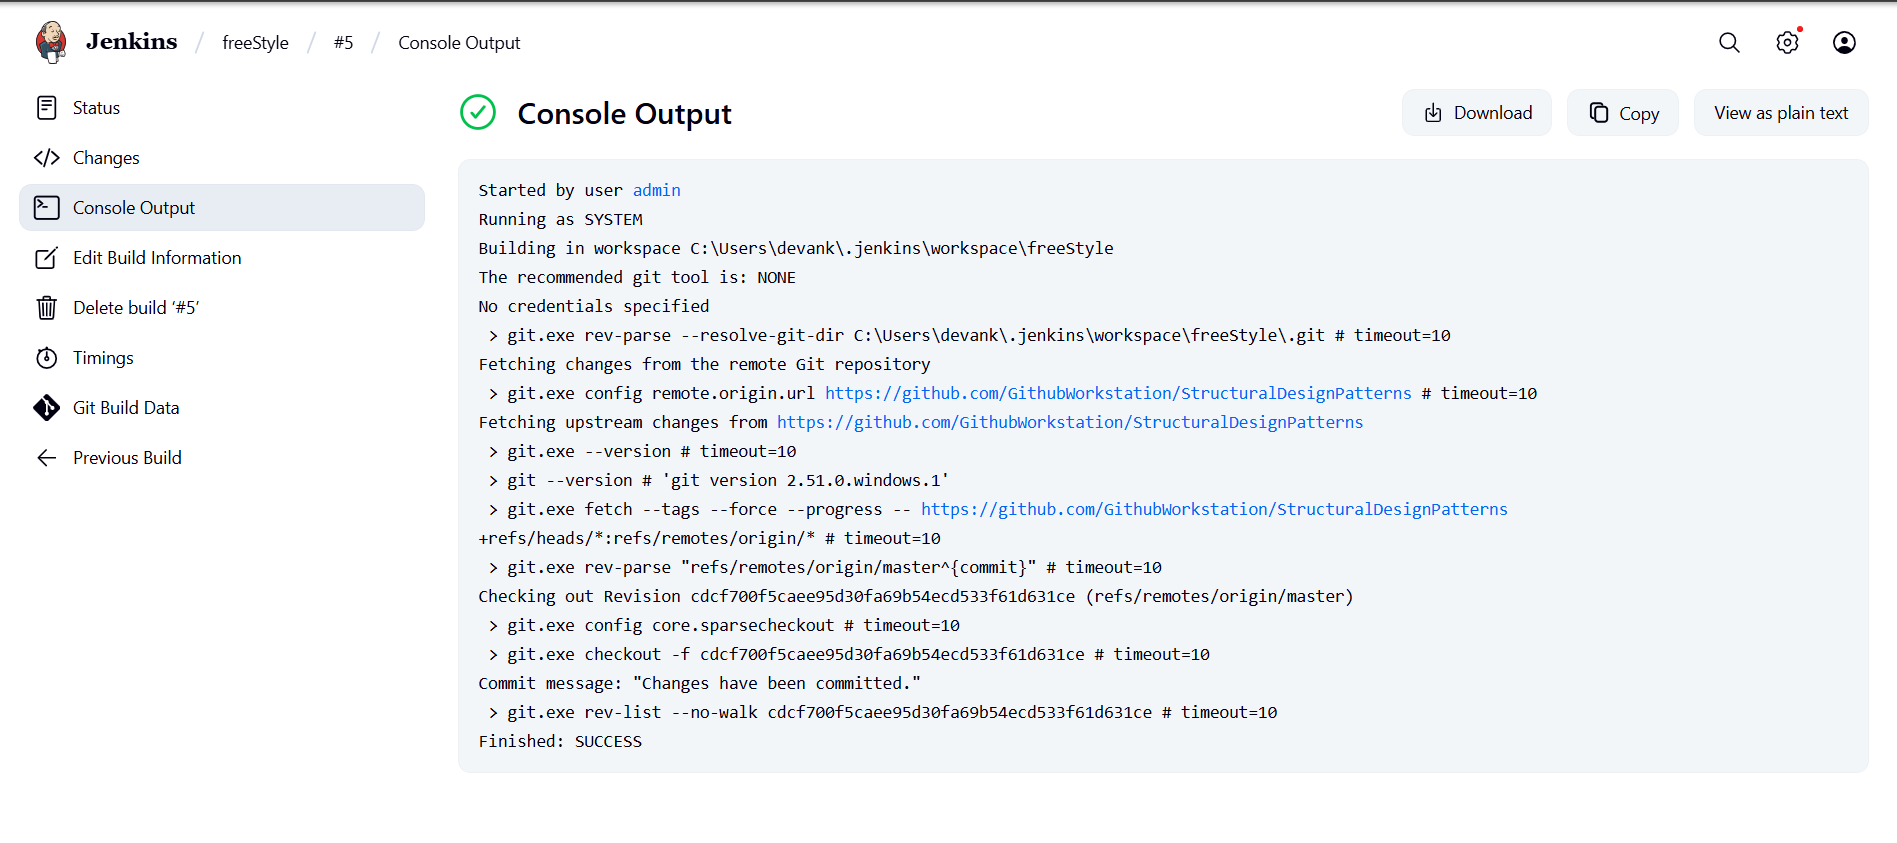 Jenkins / freeStyle / #5 / Console Output
Status
Changes
Console Output
Edit Build Information
Delete build ‘#5’
Timings
Git Build Data
Previous Build
Console Output
Download
Copy
View as plain text
Started by user admin
Running as SYSTEM
Building in workspace C:\Users\devank\.jenkins\workspace\freeStyle
The recommended git tool is: NONE
No credentials specified
> git.exe rev-parse --resolve-git-dir C:\Users\devank\.jenkins\workspace\freeStyle\.git # timeout=10
Fetching changes from the remote Git repository
> git.exe config remote.origin.url https://github.com/GithubWorkstation/StructuralDesignPatterns # timeout=10
Fetching upstream changes from https://github.com/GithubWorkstation/StructuralDesignPatterns
> git.exe --version # timeout=10
> git --version # 'git version 2.51.0.windows.1'
> git.exe fetch --tags --force --progress -- https://github.com/GithubWorkstation/StructuralDesignPatterns
+refs/heads/*:refs/remotes/origin/* # timeout=10
> git.exe rev-parse "refs/remotes/origin/master^{commit}" # timeout=10
Checking out Revision cdcf700f5caee95d30fa69b54ecd533f61d631ce (refs/remotes/origin/master)
> git.exe config core.sparsecheckout # timeout=10
> git.exe checkout -f cdcf700f5caee95d30fa69b54ecd533f61d631ce # timeout=10
Commit message: "Changes have been committed."
> git.exe rev-list --no-walk cdcf700f5caee95d30fa69b54ecd533f61d631ce # timeout=10
Finished: SUCCESS